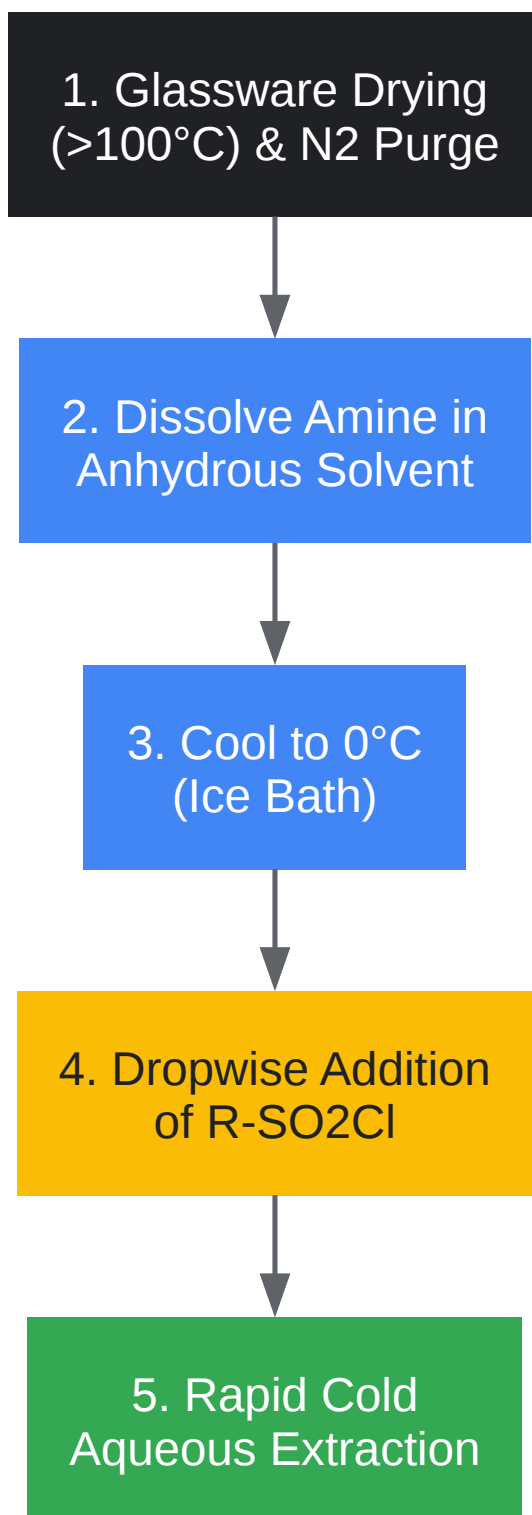 1. Glassware Drying
(>100°C) & N2 Purge
2. Dissolve Amine in
Anhydrous Solvent
3. Cool to 0°C
(Ice Bath)
4. Dropwise Addition
of R-SO2Cl
5. Rapid Cold
Aqueous Extraction